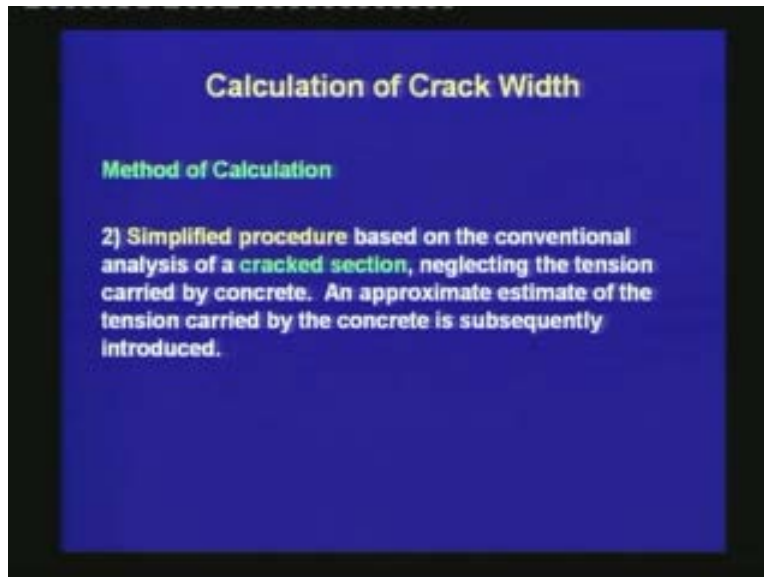 Calculation of Crack Width
Method of Calculation
2) Simplified procedure based on the conventional
analysis of a cracked section, neglecting the tension
carried by concrete. An approximate estimate of the
tension carried by the concrete is subsequently
introduced.